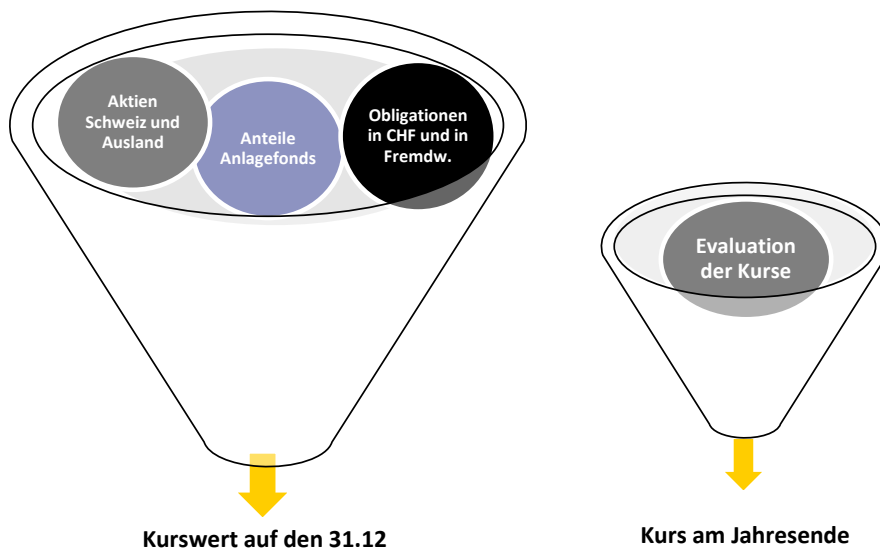 Aktien
Schweiz und
Ausland
Anteile
Anlagefonds
Obligationen
in CHF und in
Fremdw.
Evaluation
der Kurse
Kurswert auf den 31.12
Kurs am Jahresende